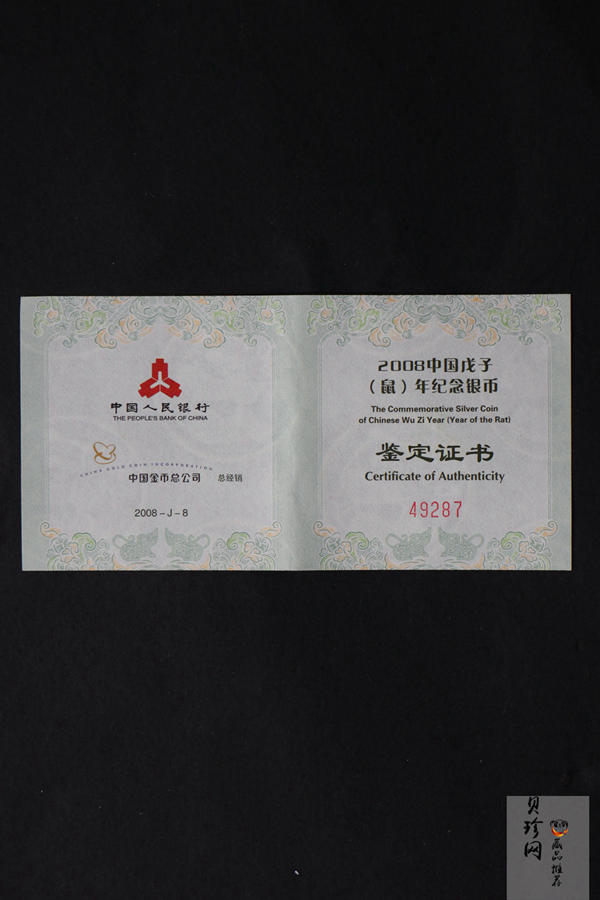 中国人民银行
THE PEOPLE'S BANK OF CHINA
CHINA GOLD COIN INCORPORATION
中国金币总公司 总经销
2008-J-8
2008中国戊子
（鼠）年纪念银币
The Commemorative Silver Coin
of Chinese Wu Zi Year (Year of the Rat)
鉴定证书
Certificate of Authenticity
49287
贝珍网
藏品推荐